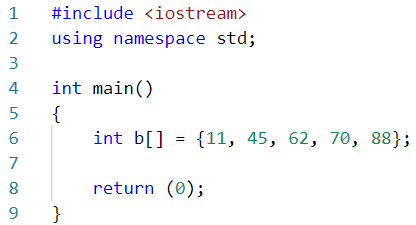 1 #include <iostream>
2 using namespace std;
3
4 int main()
5 {
6     int b[] = {11, 45, 62, 70, 88};
7
8     return (0);
9 }